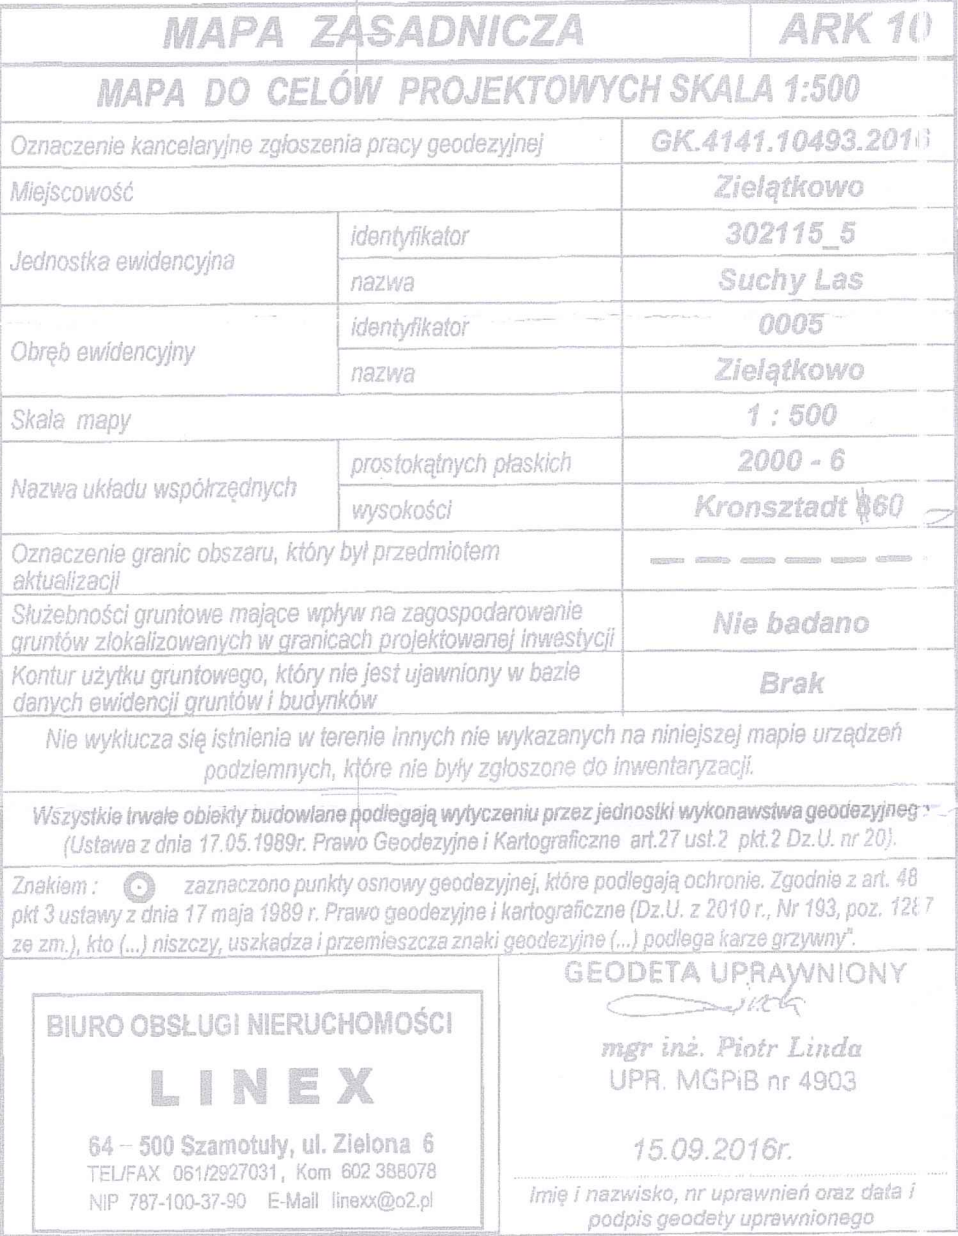 MAPA ZASADNICZA ARK 10
MAPA DO CELÓW PROJEKTOWYCH SKALA 1:500
Oznaczenie kancelaryjne zgłoszenia pracy geodezyjnej GK.4141.10493.2016
Miejscowość Zielątkowo
Jednostka ewidencyjna
identyfikator 302115_5
nazwa Suchy Las
Obręb ewidencyjny
identyfikator 0005
nazwa Zielątkowo
Skala mapy 1 : 500
Nazwa układu współrzędnych
prostokątnych płaskich 2000 - 6
wysokości Kronsztadt 60
Oznaczenie granic obszaru, który był przedmiotem
aktualizacji
Służebności gruntowe mające wpływ na zagospodarowanie
gruntów zlokalizowanych w granicach projektowanej inwestycji
Nie badano
Kontur użytku gruntowego, który nie jest ujawniony w bazie
danych ewidencji gruntów i budynków
Brak
Nie wyklucza się istnienia w terenie innych nie wykazanych na niniejszej mapie urządzeń
podziemnych, które nie były zgłoszone do inwentaryzacji.
Wszystkie trwałe obiekty budowlane podlegają wytyczeniu przez jednostki wykonawstwa geodezyjneg
(Ustawa z dnia 17.05.1989r. Prawo Geodezyjne i Kartograficzne art.27 ust.2 pkt.2 Dz.U. nr 20).
Znakiem : zaznaczono punkty osnowy geodezyjnej, które podlegają ochronie. Zgodnie z art. 48
pkt 3 ustawy z dnia 17 maja 1989 r. Prawo geodezyjne i kartograficzne (Dz.U. z 2010 r., Nr 193, poz. 1287
ze zm.), kto (...) niszczy, uszkadza i przemieszcza znaki geodezyjne (...) podlega karze grzywny".
BIURO OBSŁUGI NIERUCHOMOŚCI
LINEX
64 – 500 Szamotuły, ul. Zielona 6
TEL/FAX 061/2927031, Kom 602 388078
NIP 787-100-37-90 E-Mail linexx@o2.pl
GEODETA UPRAWNIONY
mgr inż. Piotr Linda
UPR. MGPiB nr 4903
15.09.2016r.
Imię i nazwisko, nr uprawnień oraz data i
podpis geodety uprawnionego